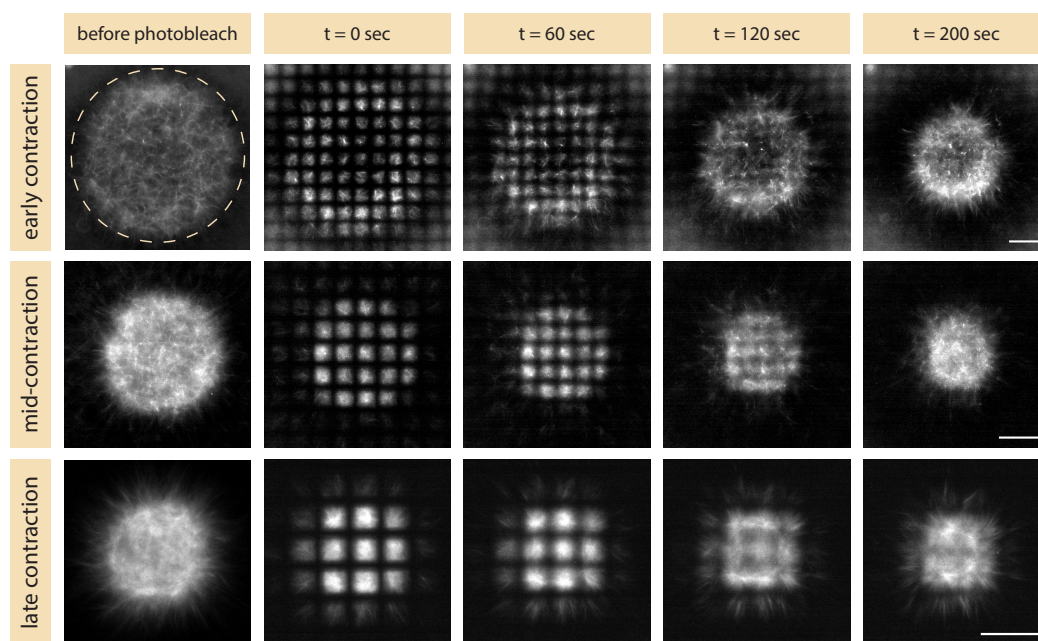 before photobleach
t = 0 sec
t = 60 sec
t = 120 sec
t = 200 sec
early contraction
mid-contraction
late contraction